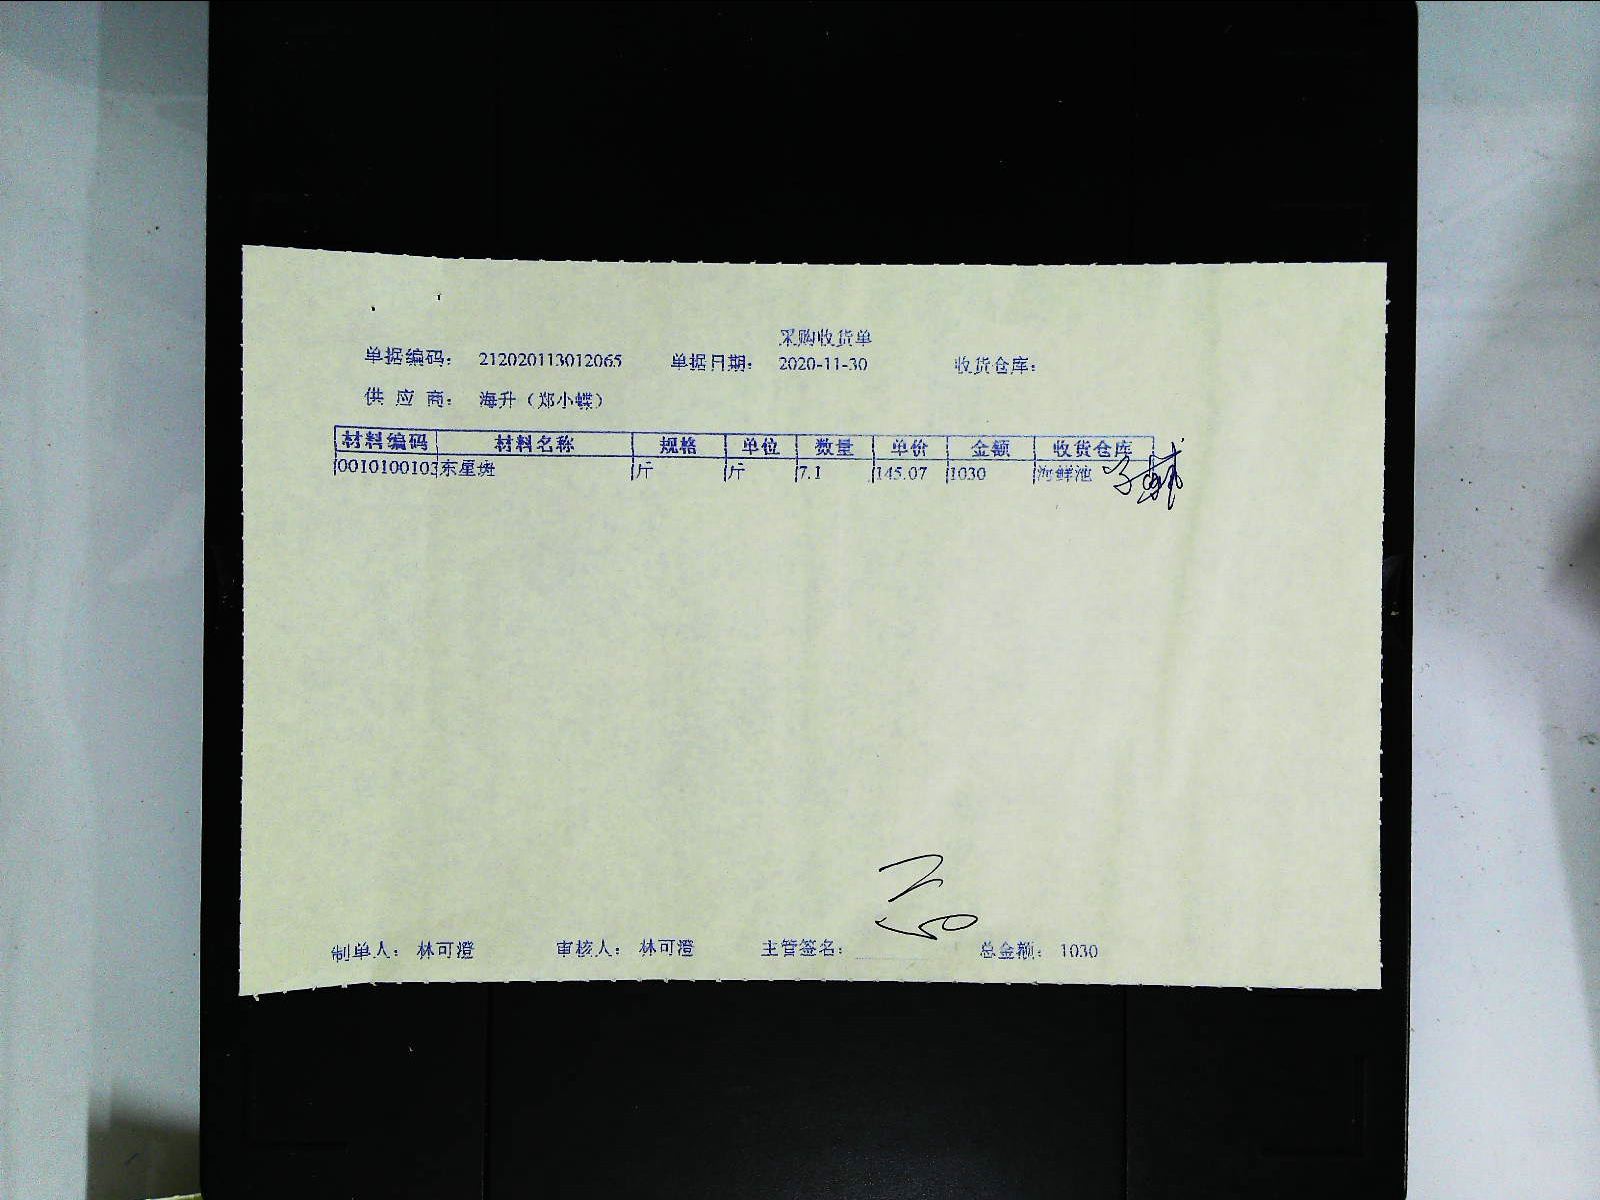 采购收货单
单据编码： 212020113012065 单据日期： 2020-11-30 收货仓库：
供 应 商： 海升（郑小蝶）
材料编码 材料名称 规格 单位 数量 单价 金额 收货仓库
0010100103 东星斑 斤 斤 7.1 145.07 1030 海鲜池
制单人： 林可澄 审核人： 林可澄 主管签名： 总金额： 1030